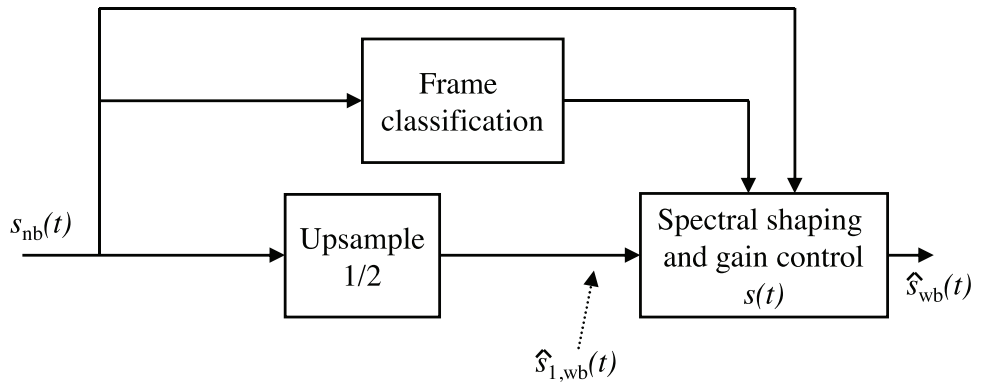 Frame
classification
s_nb(t)
Upsample
1/2
Spectral shaping
and gain control
s(t)
ŝ_wb(t)
ŝ_1,wb(t)